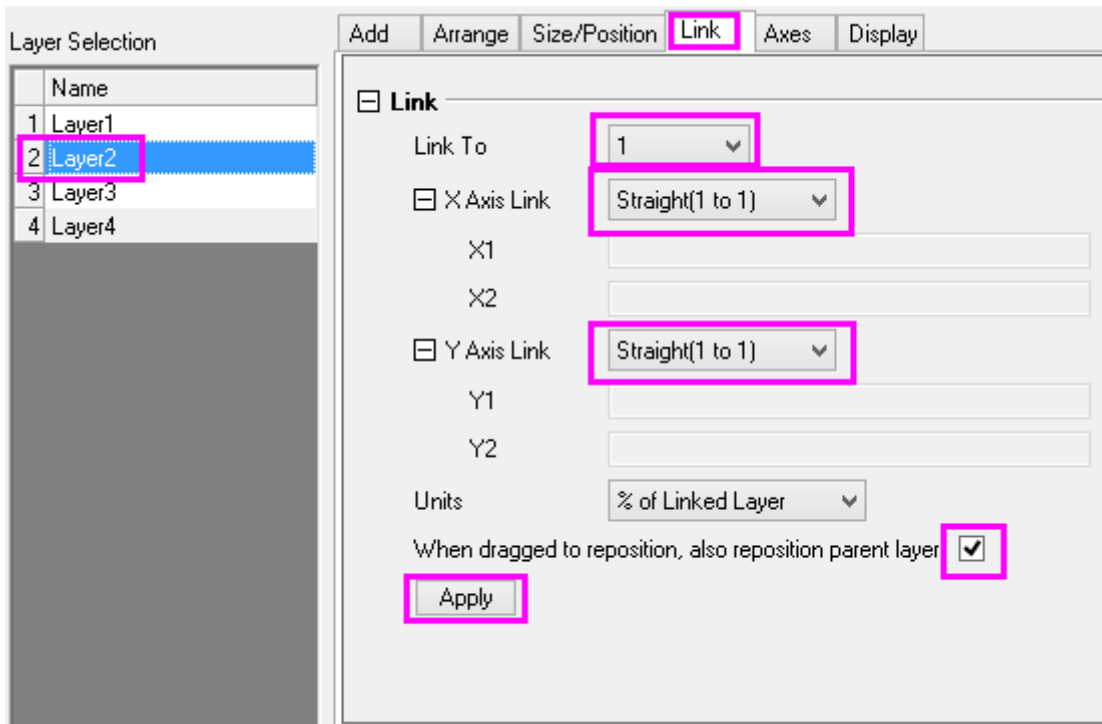 Layer Selection
Name
1 Layer1
2 Layer2
3 Layer3
4 Layer4
Add Arrange Size/Position Link Axes Display
Link
Link To 1
X Axis Link Straight(1 to 1)
X1
X2
Y Axis Link Straight(1 to 1)
Y1
Y2
Units % of Linked Layer
When dragged to reposition, also reposition parent layer
Apply